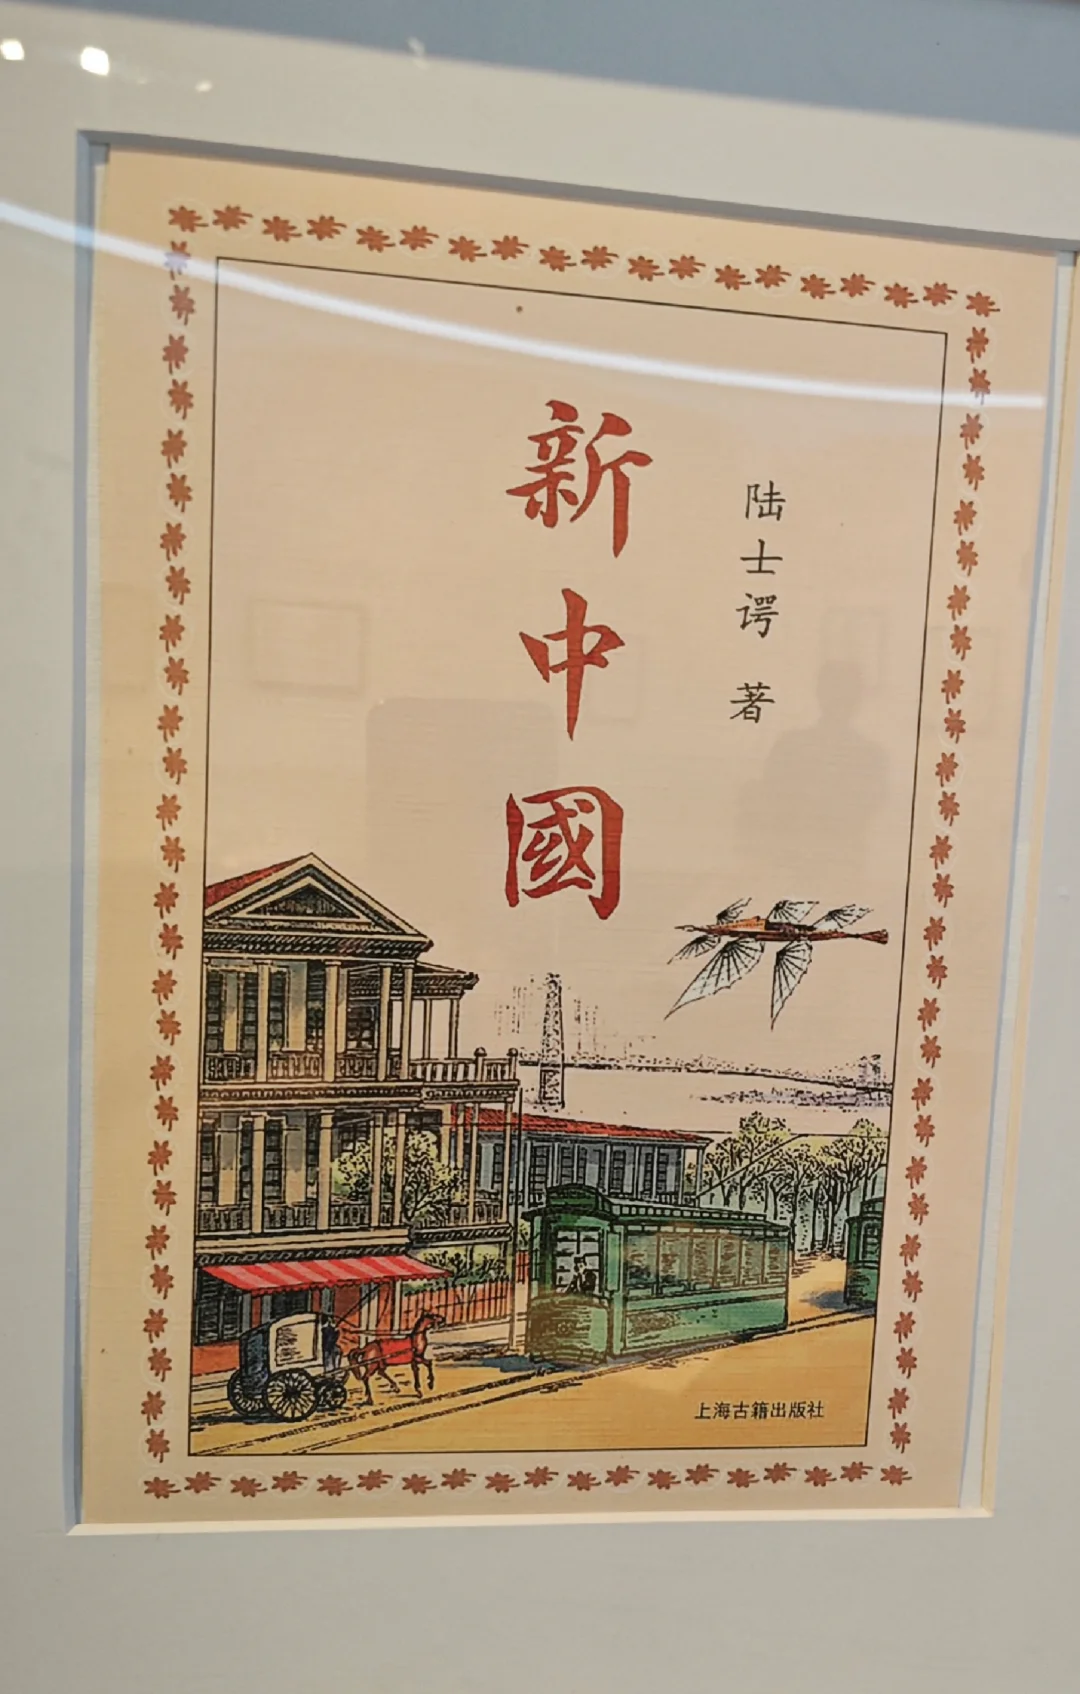 新中國
陆士谔 著
上海古籍出版社